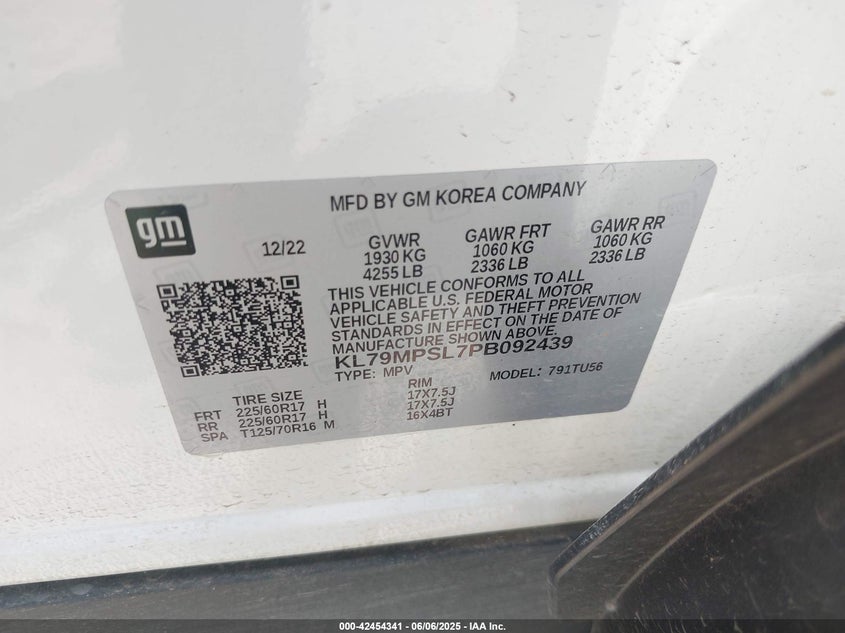 gm
MFD BY GM KOREA COMPANY
12/22
GVWR
1930 KG
4255 LB
GAWR FRT
1060 KG
2336 LB
GAWR RR
1060 KG
2336 LB
THIS VEHICLE CONFORMS TO ALL
APPLICABLE U.S. FEDERAL MOTOR
VEHICLE SAFETY AND THEFT PREVENTION
STANDARDS IN EFFECT ON THE DATE OF
MANUFACTURE SHOWN ABOVE.
KL79MPSL7PB092439
TYPE: MPV
MODEL: 791TU56
TIRE SIZE RIM
FRT 225/60R17 H 17X7.5J
RR 225/60R17 H 17X7.5J
SPA T125/70R16 M 16X4BT
000-42454341 - 06/06/2025 - IAA Inc.